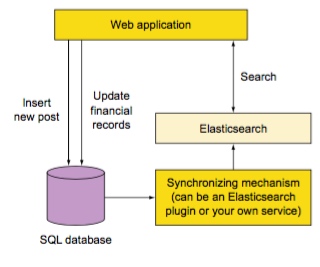 Web application
Insert
new post
Update
financial
records
Search
Elasticsearch
Synchronizing mechanism
(can be an Elasticsearch
plugin or your own service)
SQL database